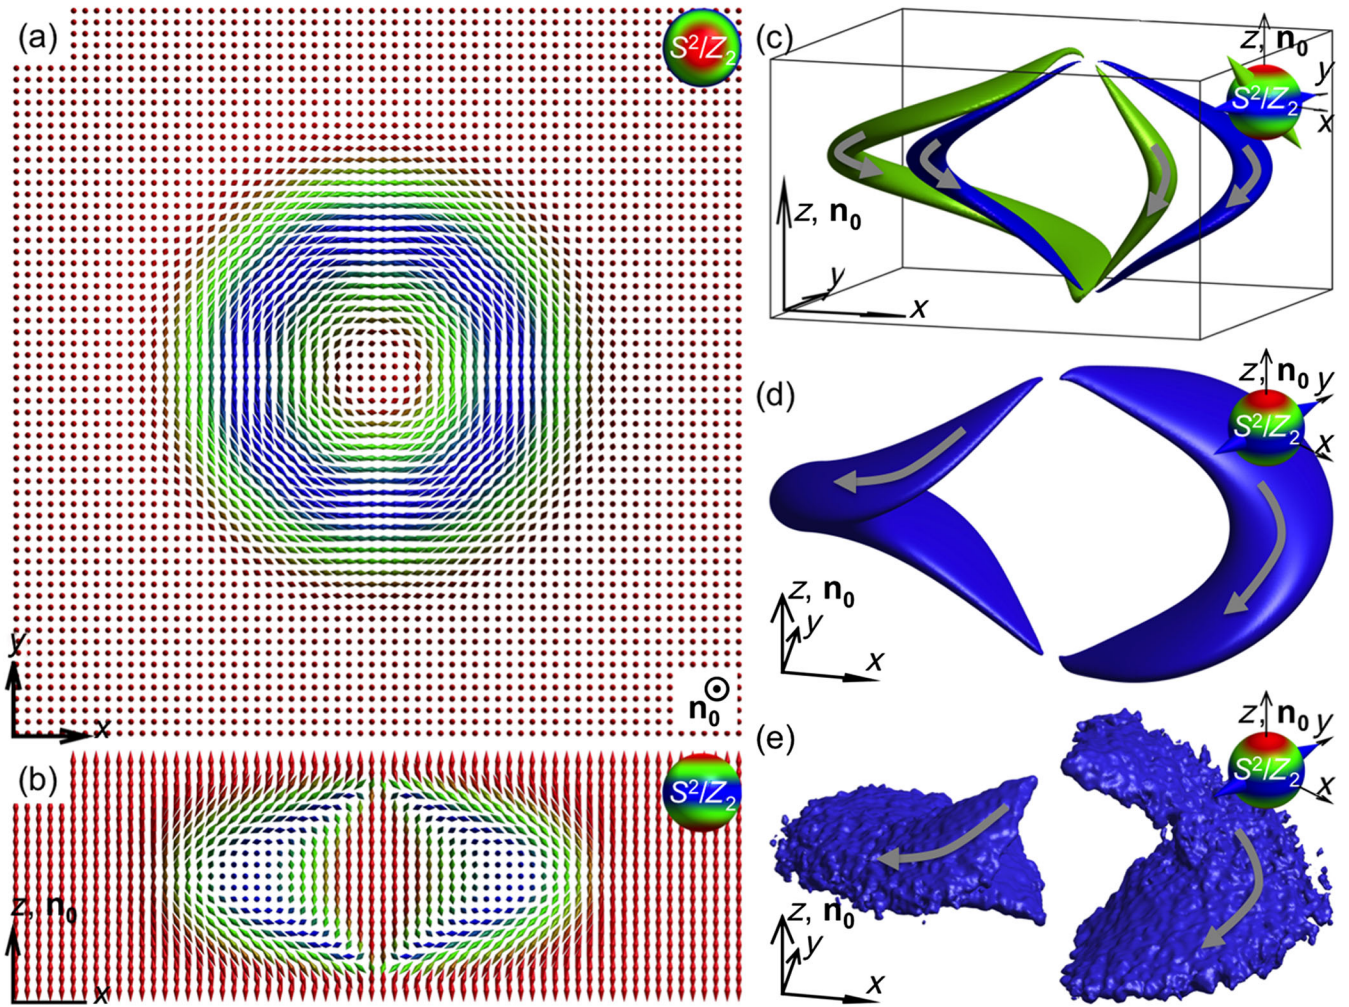 (a)
S²/Z₂
y
x
n₀
(b)
S²/Z₂
z, n₀
x
(c)
z, n₀
y
S²/Z₂
x
z, n₀
y
x
(d)
z, n₀
y
S²/Z₂
x
z, n₀
y
x
(e)
z, n₀
y
S²/Z₂
x
z, n₀
y
x